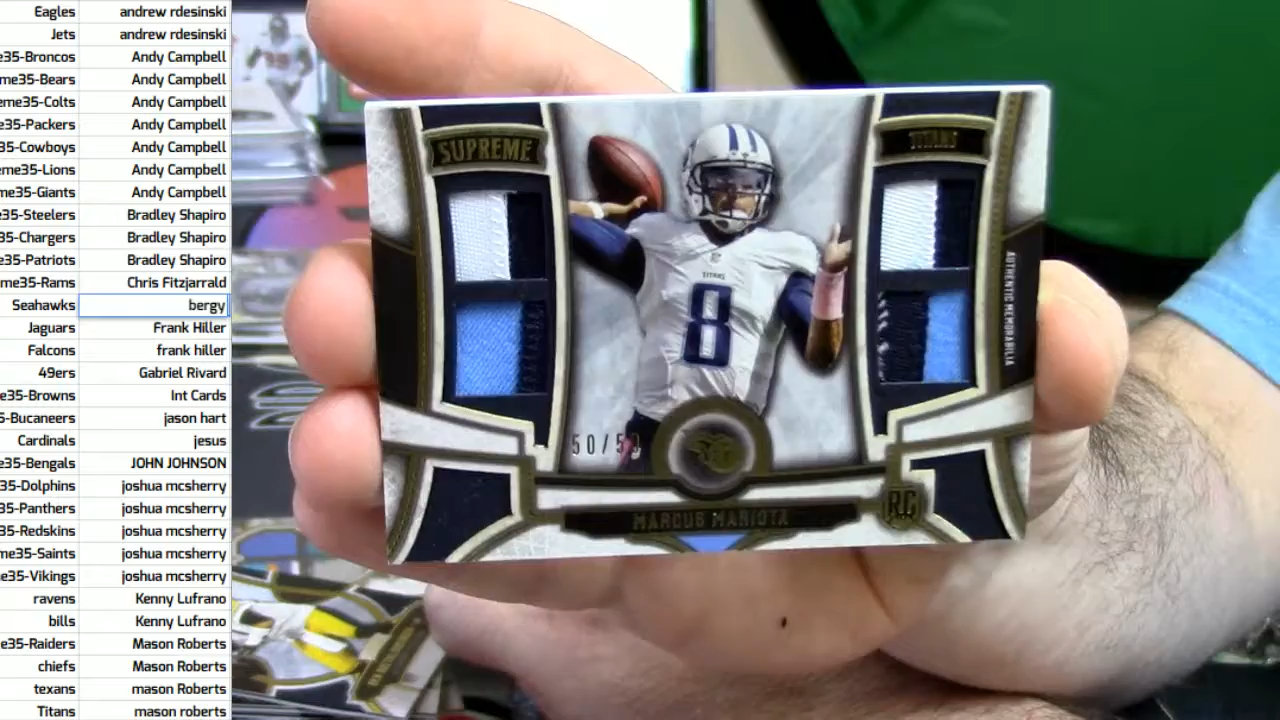 Eagles andrew rdesinski
Jets andrew rdesinski
e35-Broncos Andy Campbell
me35-Bears Andy Campbell
eme35-Colts Andy Campbell
e35-Packers Andy Campbell
35-Cowboys Andy Campbell
me35-Lions Andy Campbell
ne35-Giants Andy Campbell
e35-Steelers Bradley Shapiro
35-Chargers Bradley Shapiro
35-Patriots Bradley Shapiro
me35-Rams Chris Fitzjarrald
Seahawks bergy
Jaguars Frank Hiller
Falcons frank hiller
49ers Gabriel Rivard
e35-Browns Int Cards
5-Bucaneers jason hart
Cardinals jesus
e35-Bengals JOHN JOHNSON
35-Dolphins joshua mcsherry
35-Panthers joshua mcsherry
35-Redskins joshua mcsherry
me35-Saints joshua mcsherry
e35-Vikings joshua mcsherry
ravens Kenny Lufrano
bills Kenny Lufrano
e35-Raiders Mason Roberts
chiefs Mason Roberts
texans mason Roberts
Titans mason roberts
SUPREME
TITANS
TITANS
8
AUTHENTIC MEMORABILIA
50/50
RC
MARCUS MARIOTA